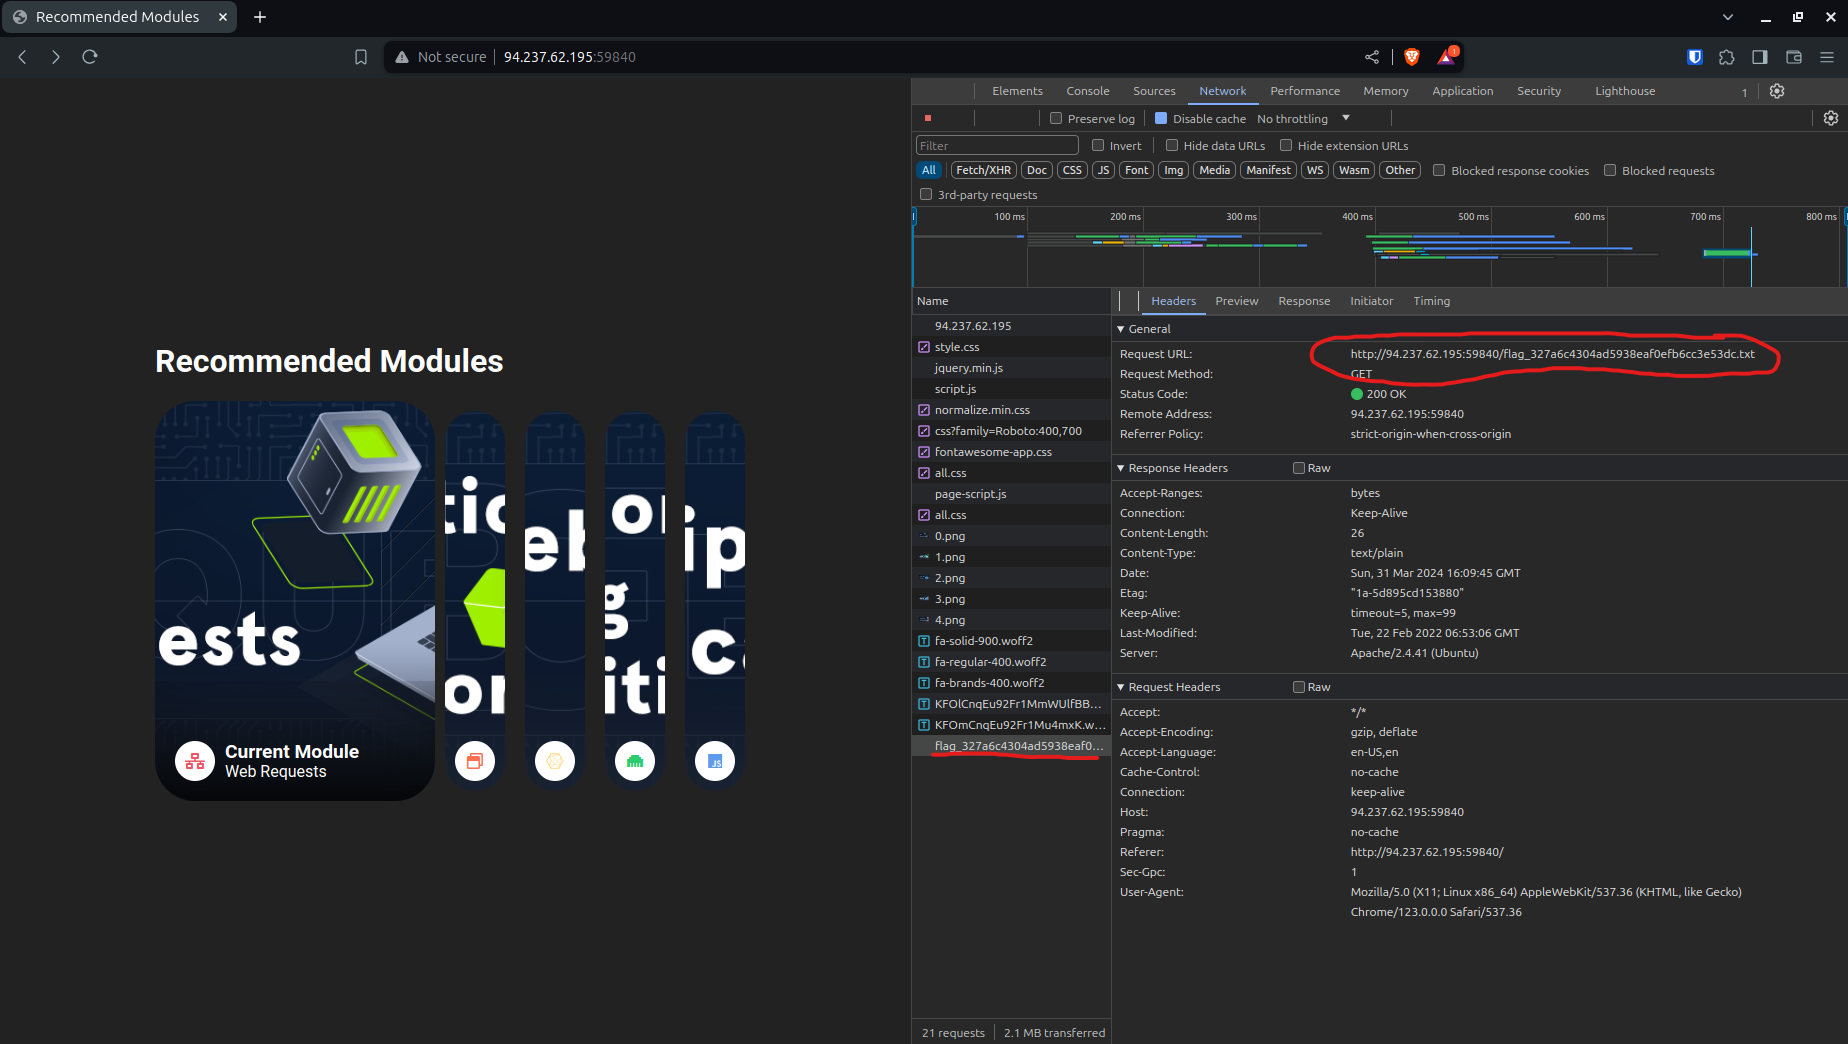 Recommended Modules
Not secure
94.237.62.195:59840
1
Elements Console Sources Network Performance Memory Application Security Lighthouse 1
Preserve log Disable cache No throttling
Filter Invert Hide data URLs Hide extension URLs
All Fetch/XHR Doc CSS JS Font Img Media Manifest WS Wasm Other Blocked response cookies Blocked requests
3rd-party requests
100 ms 200 ms 300 ms 400 ms 500 ms 600 ms 700 ms 800 ms
Name
94.237.62.195
style.css
jquery.min.js
script.js
normalize.min.css
css?family=Roboto:400,700
fontawesome-app.css
all.css
page-script.js
all.css
0.png
1.png
2.png
3.png
4.png
fa-solid-900.woff2
fa-regular-400.woff2
fa-brands-400.woff2
KFOlCnqEu92Fr1MmWUlfBB...
KFOmCnqEu92Fr1Mu4mxK.w...
flag_327a6c4304ad5938eaf0...
21 requests 2.1 MB transferred
Headers Preview Response Initiator Timing
General
Request URL: http://94.237.62.195:59840/flag_327a6c4304ad5938eaf0efb6cc3e53dc.txt
Request Method: GET
Status Code: 200 OK
Remote Address: 94.237.62.195:59840
Referrer Policy: strict-origin-when-cross-origin
Response Headers Raw
Accept-Ranges: bytes
Connection: Keep-Alive
Content-Length: 26
Content-Type: text/plain
Date: Sun, 31 Mar 2024 16:09:45 GMT
Etag: "1a-5d895cd153880"
Keep-Alive: timeout=5, max=99
Last-Modified: Tue, 22 Feb 2022 06:53:06 GMT
Server: Apache/2.4.41 (Ubuntu)
Request Headers Raw
Accept: */*
Accept-Encoding: gzip, deflate
Accept-Language: en-US,en
Cache-Control: no-cache
Connection: keep-alive
Host: 94.237.62.195:59840
Pragma: no-cache
Referer: http://94.237.62.195:59840/
Sec-Gpc: 1
User-Agent: Mozilla/5.0 (X11; Linux x86_64) AppleWebKit/537.36 (KHTML, like Gecko)
Chrome/123.0.0.0 Safari/537.36
Recommended Modules
ests
Current Module
Web Requests
JS